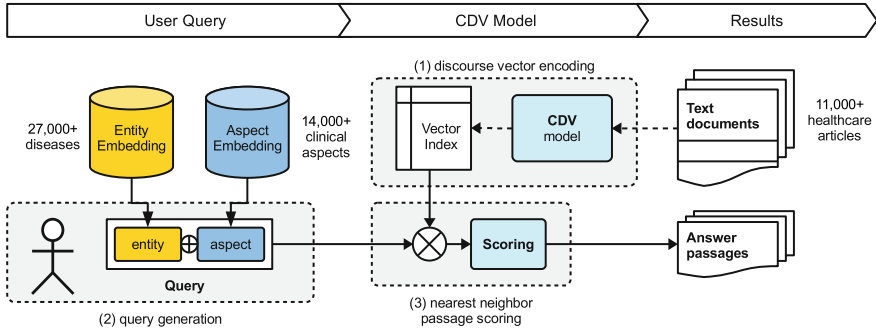 User Query
CDV Model
Results
(1) discourse vector encoding
27,000+
diseases
Entity
Embedding
Aspect
Embedding
14,000+
clinical
aspects
Vector
Index
CDV
model
Text
documents
11,000+
healthcare
articles
entity
aspect
Query
Scoring
Answer
passages
(2) query generation
(3) nearest neighbor
passage scoring